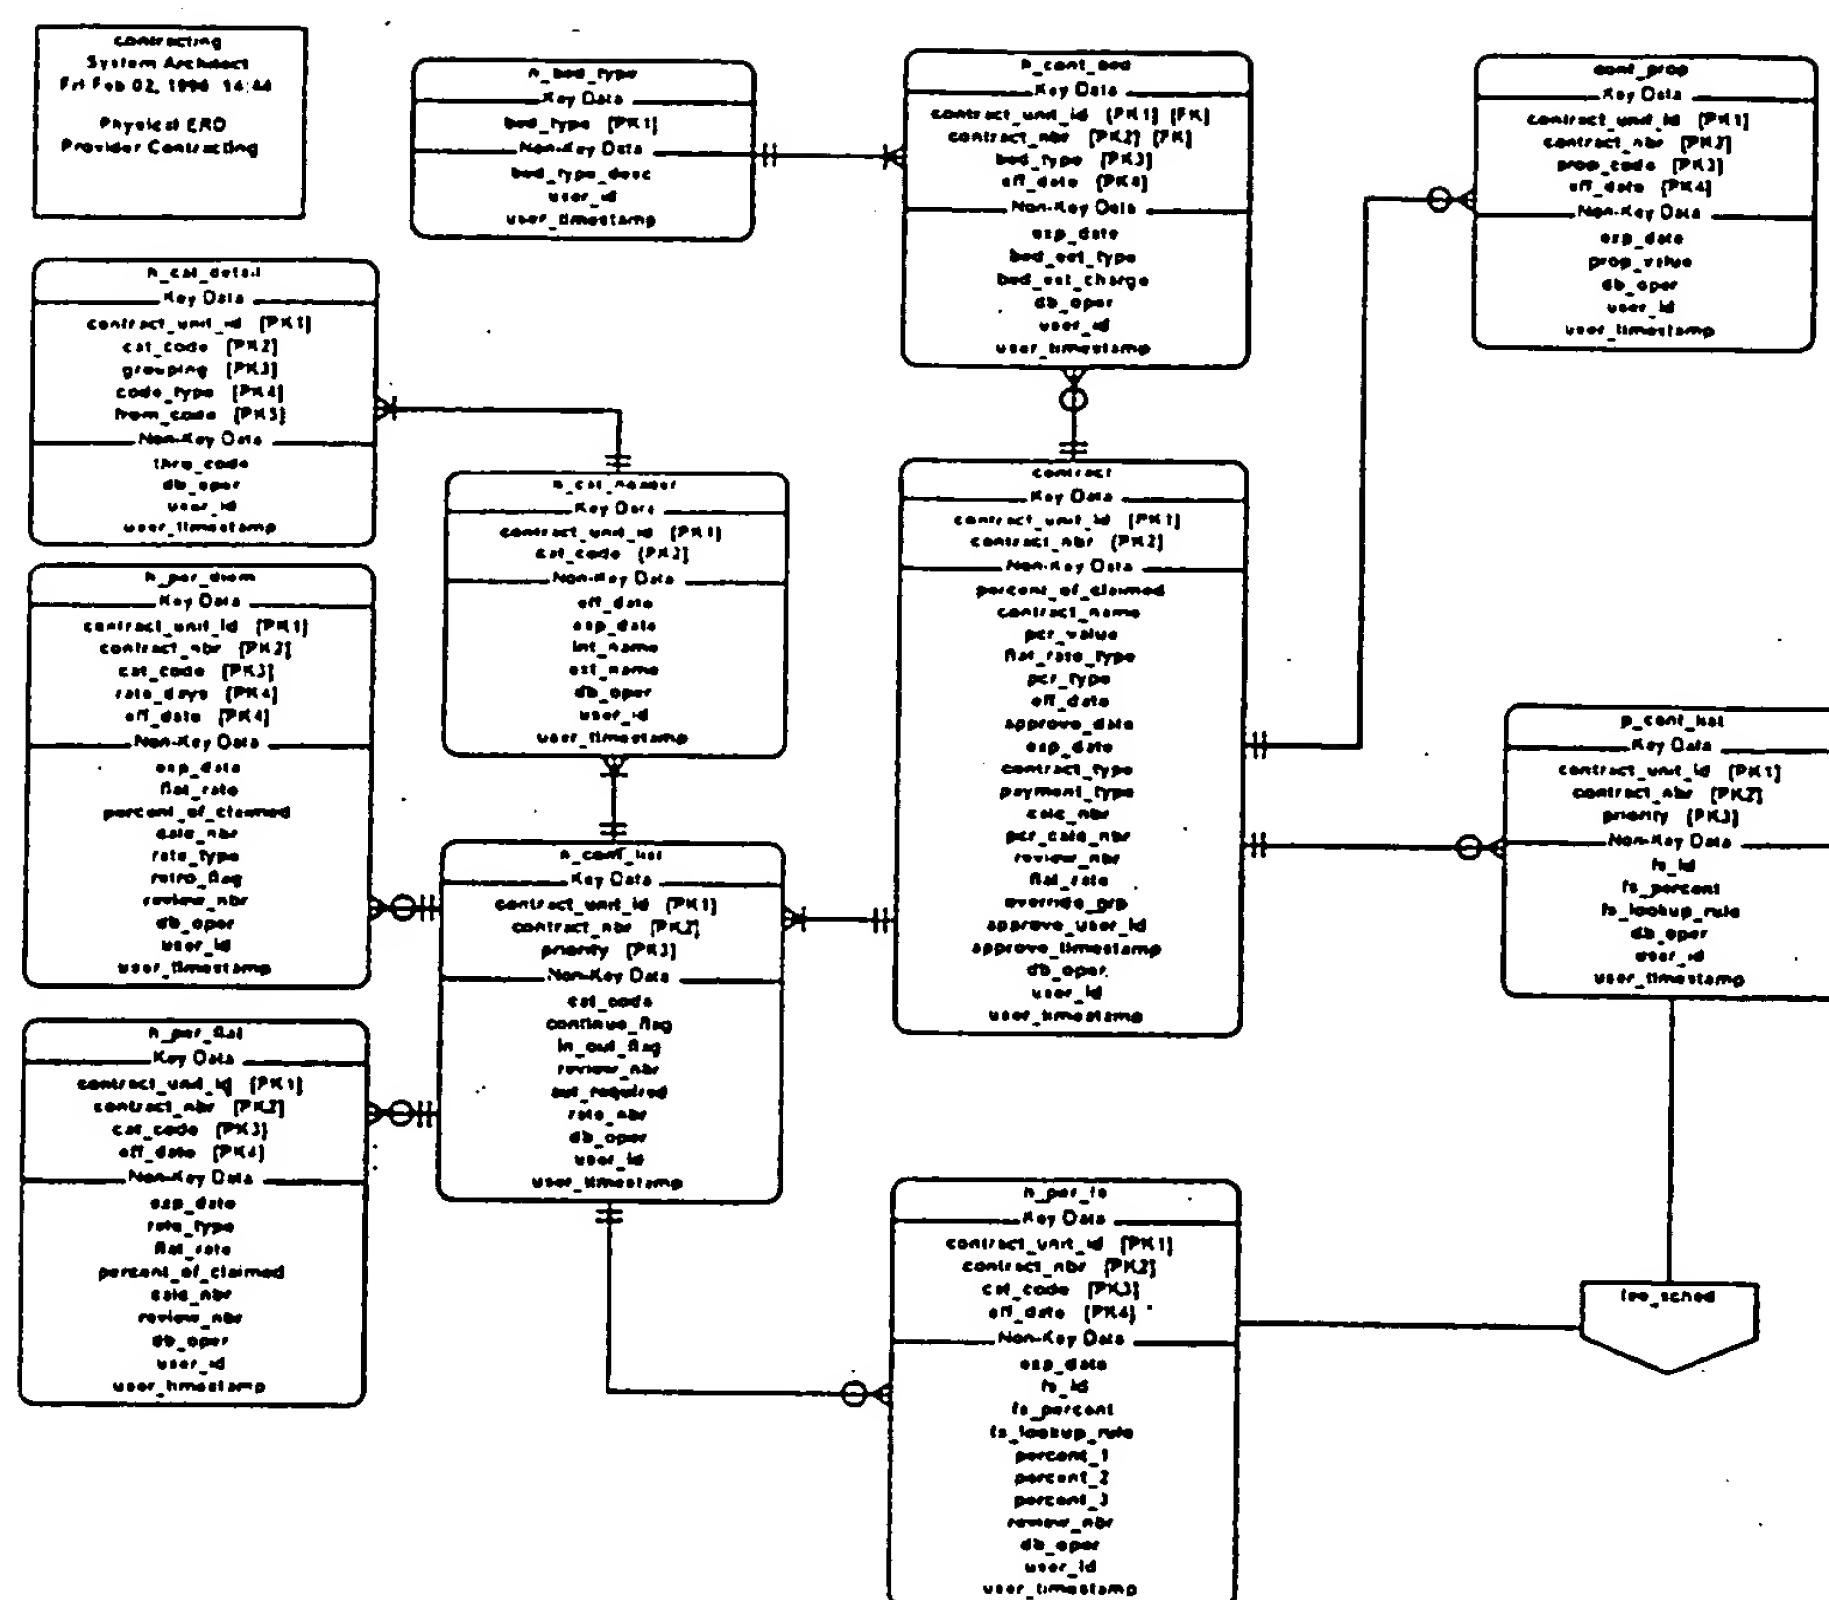 contracting
System Architect
Fri Feb 02, 1996 14:44
Physical ERD
Provider Contracting
h_bed_type
Key Data
bed_type [PK1]
Non-Key Data
bed_type_desc
user_id
user_timestamp
h_cont_bed
Key Data
contract_unit_id [PK1] [FK]
contract_nbr [PK2] [FK]
bed_type [PK3]
eff_date [PK4]
Non-Key Data
exp_date
bed_ext_type
bed_ext_charge
db_oper
user_id
user_timestamp
cont_prop
Key Data
contract_unit_id [PK1]
contract_nbr [PK2]
prop_code [PK3]
eff_date [PK4]
Non-Key Data
exp_date
prop_value
db_oper
user_id
user_timestamp
h_cat_detail
Key Data
contract_unit_id [PK1]
cat_code [PK2]
grouping [PK3]
code_type [PK4]
from_code [PK5]
Non-Key Data
thru_code
db_oper
user_id
user_timestamp
h_cat_header
Key Data
contract_unit_id [PK1]
cat_code [PK2]
Non-Key Data
eff_date
exp_date
int_name
ext_name
db_oper
user_id
user_timestamp
contract
Key Data
contract_unit_id [PK1]
contract_nbr [PK2]
Non-Key Data
percent_of_claimed
contract_name
pcr_value
flat_rate_type
pcr_type
eff_date
approve_date
exp_date
contract_type
payment_type
calc_nbr
pcr_calc_nbr
review_nbr
flat_rate
override_grp
approve_user_id
approve_timestamp
db_oper
user_id
user_timestamp
h_per_diem
Key Data
contract_unit_id [PK1]
contract_nbr [PK2]
cat_code [PK3]
rate_days [PK4]
eff_date [PK4]
Non-Key Data
exp_date
flat_rate
percent_of_claimed
calc_nbr
rate_type
retro_flag
review_nbr
db_oper
user_id
user_timestamp
p_cont_list
Key Data
contract_unit_id [PK1]
contract_nbr [PK2]
priority [PK3]
Non-Key Data
fs_id
fs_percent
fs_lookup_rule
db_oper
user_id
user_timestamp
h_cont_list
Key Data
contract_unit_id [PK1]
contract_nbr [PK2]
priority [PK3]
Non-Key Data
cat_code
continue_flag
in_out_flag
review_nbr
aut_required
rate_nbr
db_oper
user_id
user_timestamp
h_per_flat
Key Data
contract_unit_id [PK1]
contract_nbr [PK2]
cat_code [PK3]
eff_date [PK4]
Non-Key Data
exp_date
rate_type
flat_rate
percent_of_claimed
calc_nbr
review_nbr
db_oper
user_id
user_timestamp
h_per_fs
Key Data
contract_unit_id [PK1]
contract_nbr [PK2]
cat_code [PK3]
eff_date [PK4]
Non-Key Data
exp_date
fs_id
fs_percent
fs_lookup_rule
percent_1
percent_2
percent_3
review_nbr
db_oper
user_id
user_timestamp
fee_sched